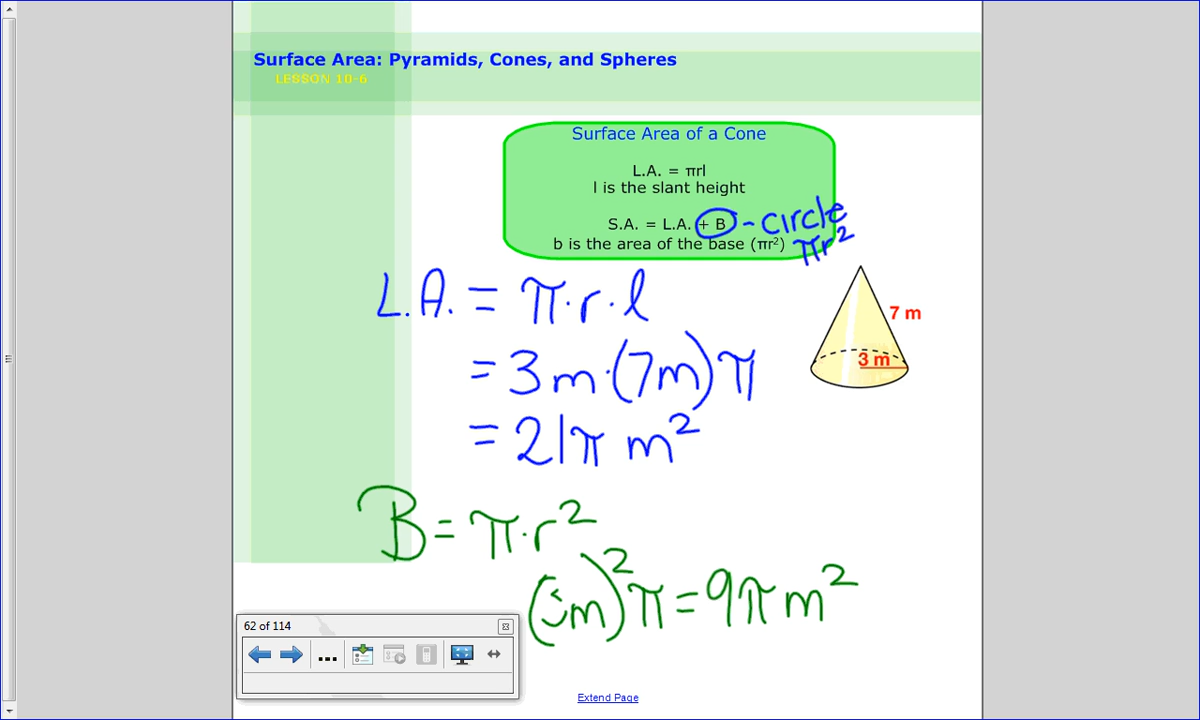 Surface Area: Pyramids, Cones, and Spheres
LESSON 10-6
Surface Area of a Cone
L.A. = πrl
l is the slant height
S.A. = L.A. + B - circle
b is the area of the base (πr²) πr²
L.A. = π·r·l
= 3m·(7m)π
= 21π m²
7 m
3 m
B = π·r²
( m)²π = 9π m²
62 of 114
Extend Page